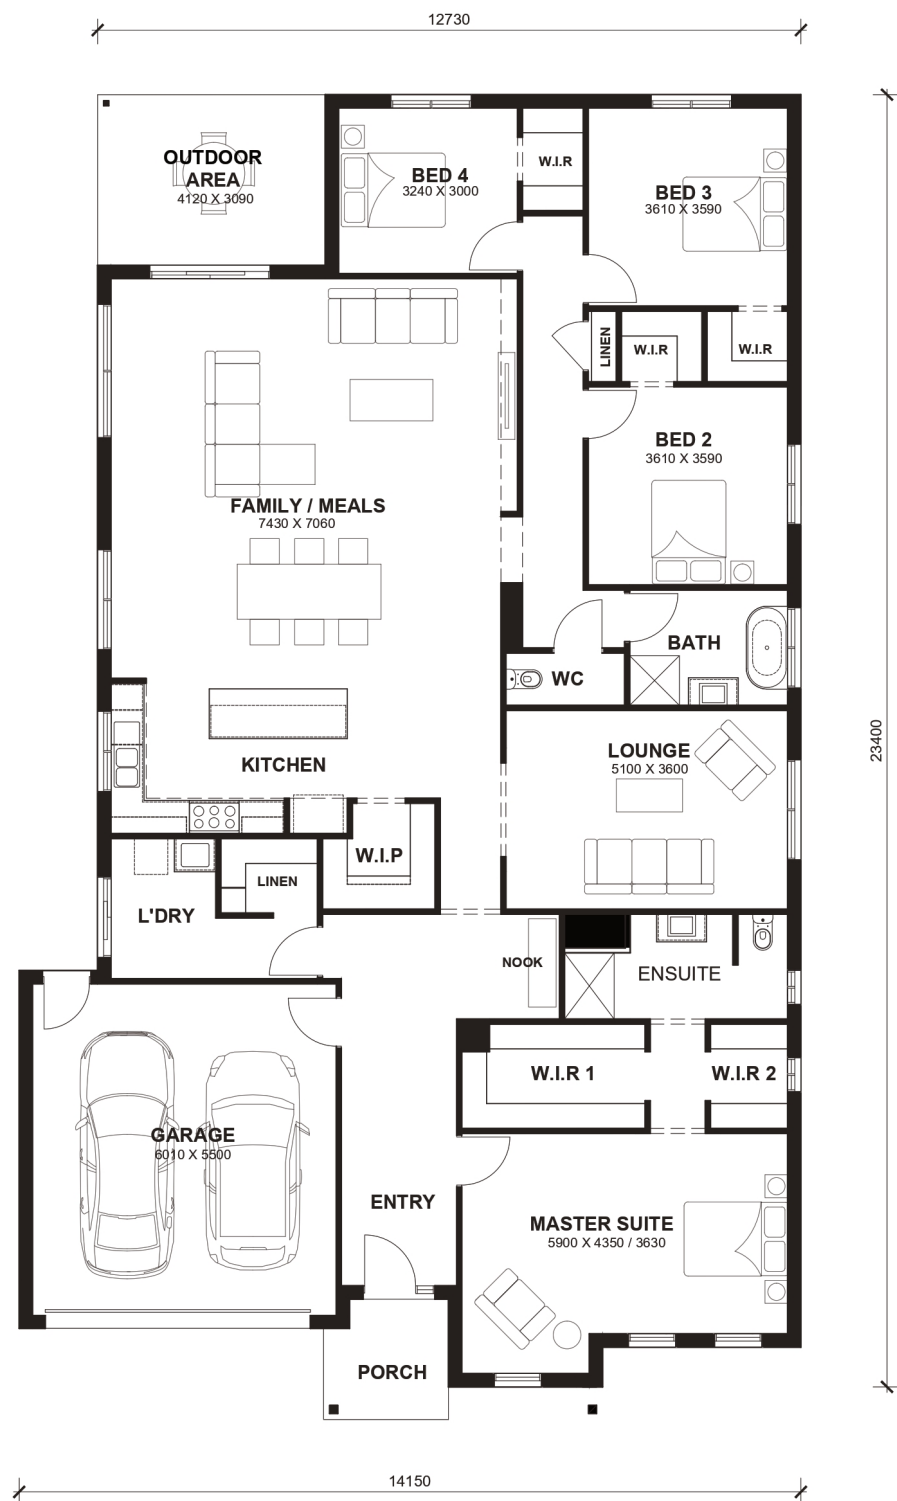 12730
OUTDOOR
AREA
4120 X 3090
BED 4
3240 X 3000
W.I.R
BED 3
3610 X 3590
LINEN
W.I.R
W.I.R
BED 2
3610 X 3590
FAMILY / MEALS
7430 X 7060
BATH
WC
KITCHEN
LOUNGE
5100 X 3600
23400
W.I.P
LINEN
L'DRY
NOOK
ENSUITE
W.I.R 1
W.I.R 2
GARAGE
6010 X 5500
ENTRY
MASTER SUITE
5900 X 4350 / 3630
PORCH
14150